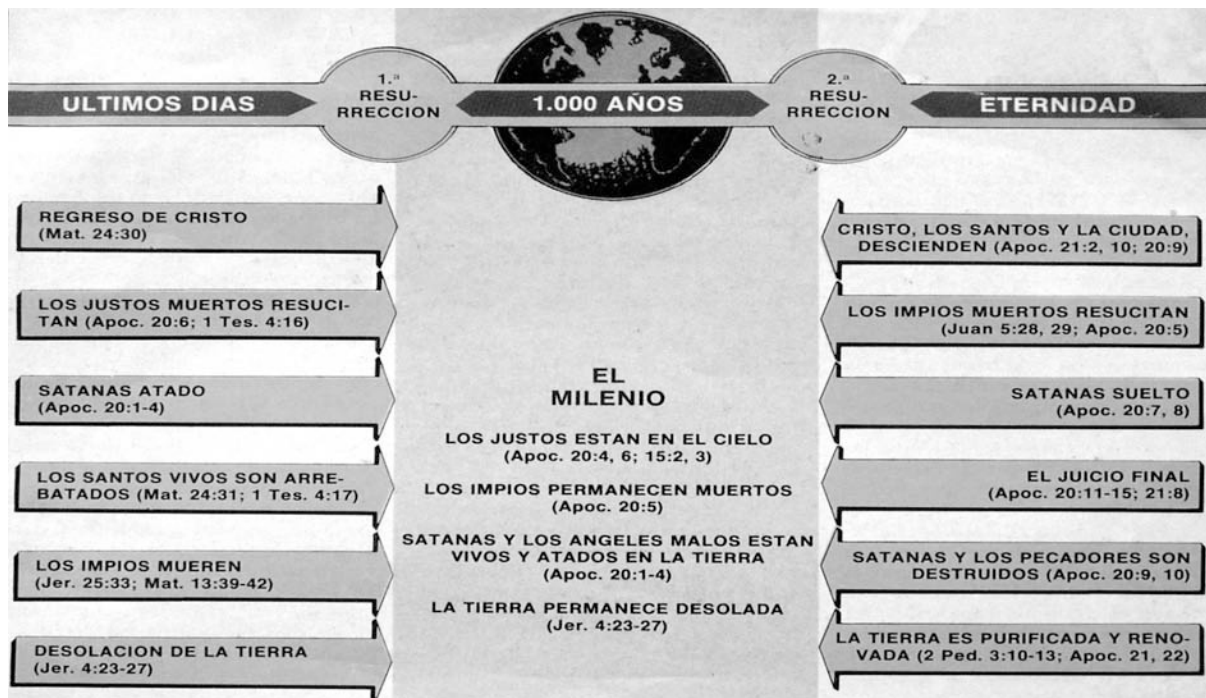 ULTIMOS DIAS
1.ª
RESU-
RRECCION
1.000 AÑOS
2.ª
RESU-
RRECCION
ETERNIDAD
REGRESO DE CRISTO
(Mat. 24:30)
LOS JUSTOS MUERTOS RESUCI-
TAN (Apoc. 20:6; 1 Tes. 4:16)
SATANAS ATADO
(Apoc. 20:1-4)
LOS SANTOS VIVOS SON ARRE-
BATADOS (Mat. 24:31; 1 Tes. 4:17)
LOS IMPIOS MUEREN
(Jer. 25:33; Mat. 13:39-42)
DESOLACION DE LA TIERRA
(Jer. 4:23-27)
EL
MILENIO
LOS JUSTOS ESTAN EN EL CIELO
(Apoc. 20:4, 6; 15:2, 3)
LOS IMPIOS PERMANECEN MUERTOS
(Apoc. 20:5)
SATANAS Y LOS ANGELES MALOS ESTAN
VIVOS Y ATADOS EN LA TIERRA
(Apoc. 20:1-4)
LA TIERRA PERMANECE DESOLADA
(Jer. 4:23-27)
CRISTO, LOS SANTOS Y LA CIUDAD,
DESCIENDEN (Apoc. 21:2, 10; 20:9)
LOS IMPIOS MUERTOS RESUCITAN
(Juan 5:28, 29; Apoc. 20:5)
SATANAS SUELTO
(Apoc. 20:7, 8)
EL JUICIO FINAL
(Apoc. 20:11-15; 21:8)
SATANAS Y LOS PECADORES SON
DESTRUIDOS (Apoc. 20:9, 10)
LA TIERRA ES PURIFICADA Y RENO-
VADA (2 Ped. 3:10-13; Apoc. 21, 22)